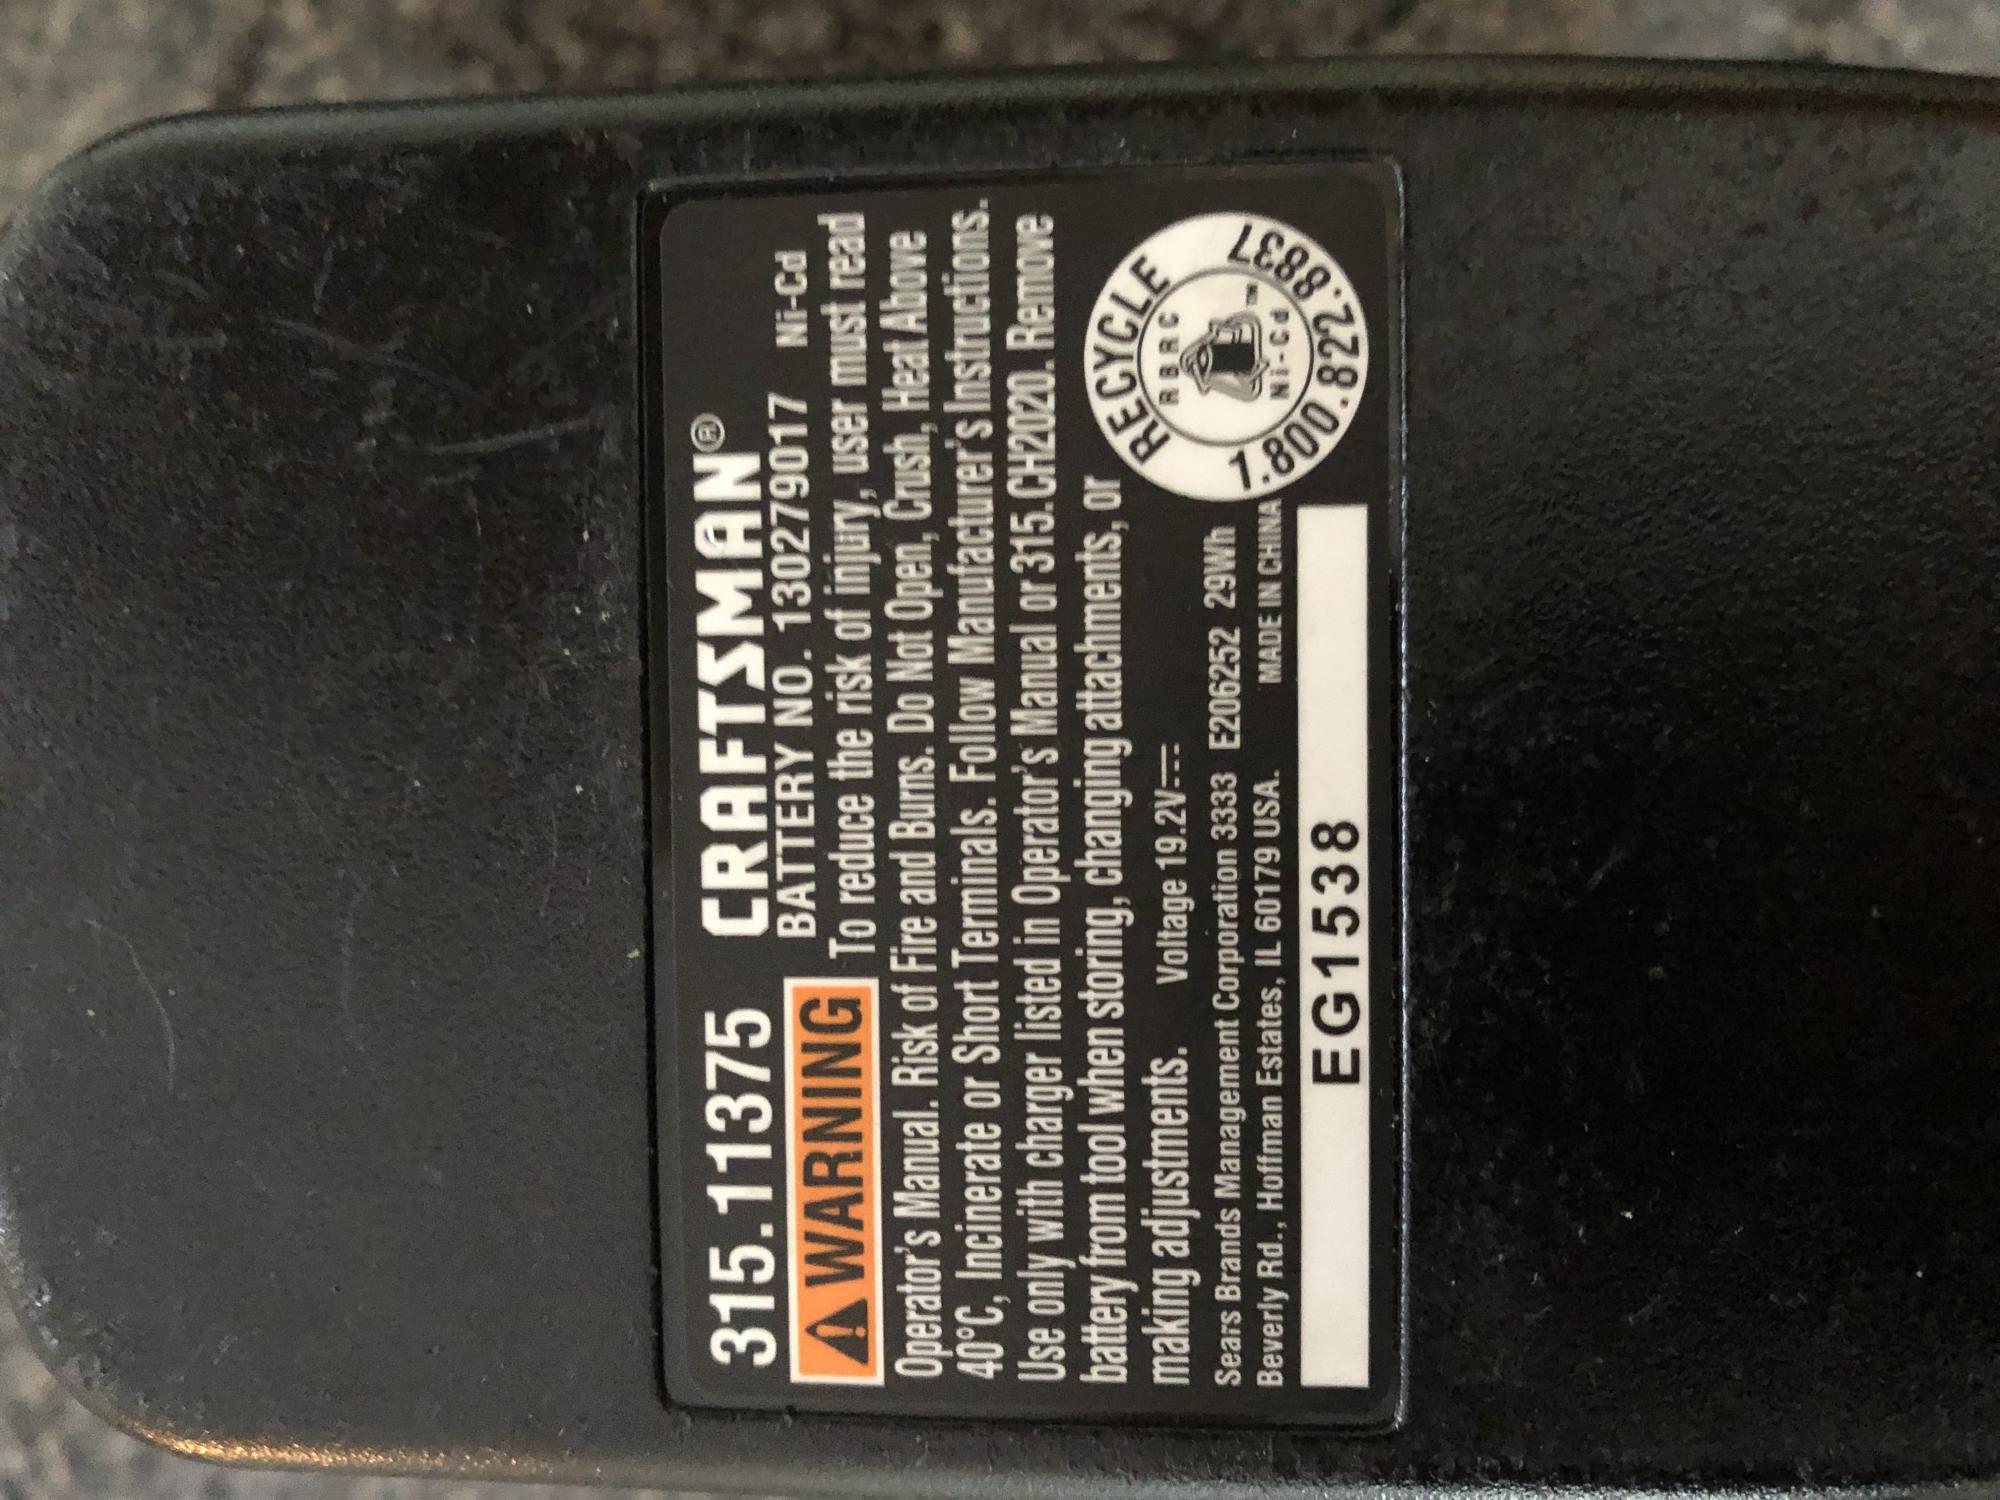 315.11375 CRAFTSMAN®
BATTERY NO. 130279017 Ni-Cd
⚠ WARNING To reduce the risk of injury, user must read
Operator's Manual. Risk of Fire and Burns. Do Not Open, Crush, Heat Above
40°C, Incinerate or Short Terminals. Follow Manufacturer's Instructions.
Use only with charger listed in Operator's Manual or 315.CH2020. Remove
battery from tool when storing, changing attachments, or
making adjustments. Voltage 19.2V⎓
Sears Brands Management Corporation 3333 E206252 29Wh
Beverly Rd., Hoffman Estates, IL 60179 USA. MADE IN CHINA
EG1538
RECYCLE
RBRC
Ni-Cd
TM
1.800.822.8837